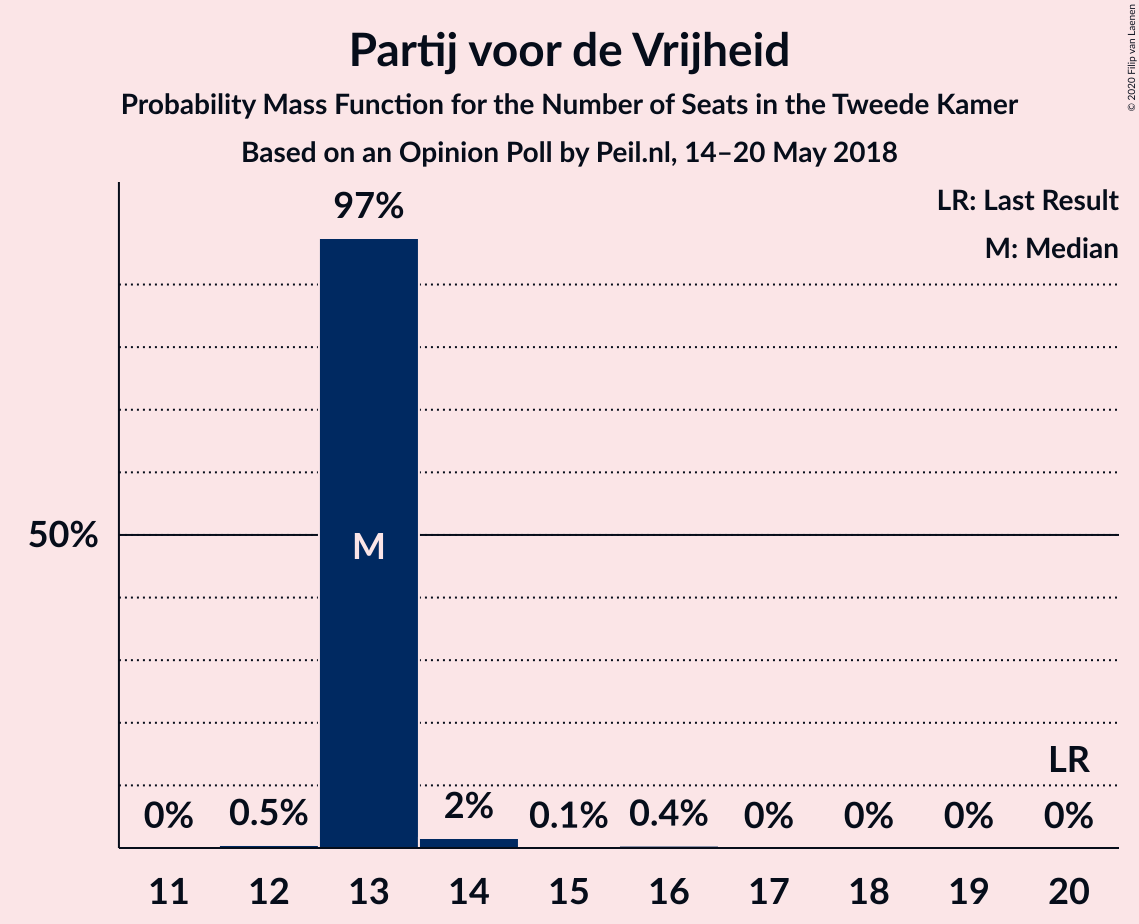 Partij voor de Vrijheid
Probability Mass Function for the Number of Seats in the Tweede Kamer
Based on an Opinion Poll by Peil.nl, 14–20 May 2018
© 2020 Filip van Laenen
LR: Last Result
M: Median
97%
50%
M
LR
0%
0.5%
2%
0.1%
0.4%
0%
0%
0%
0%
11 12 13 14 15 16 17 18 19 20